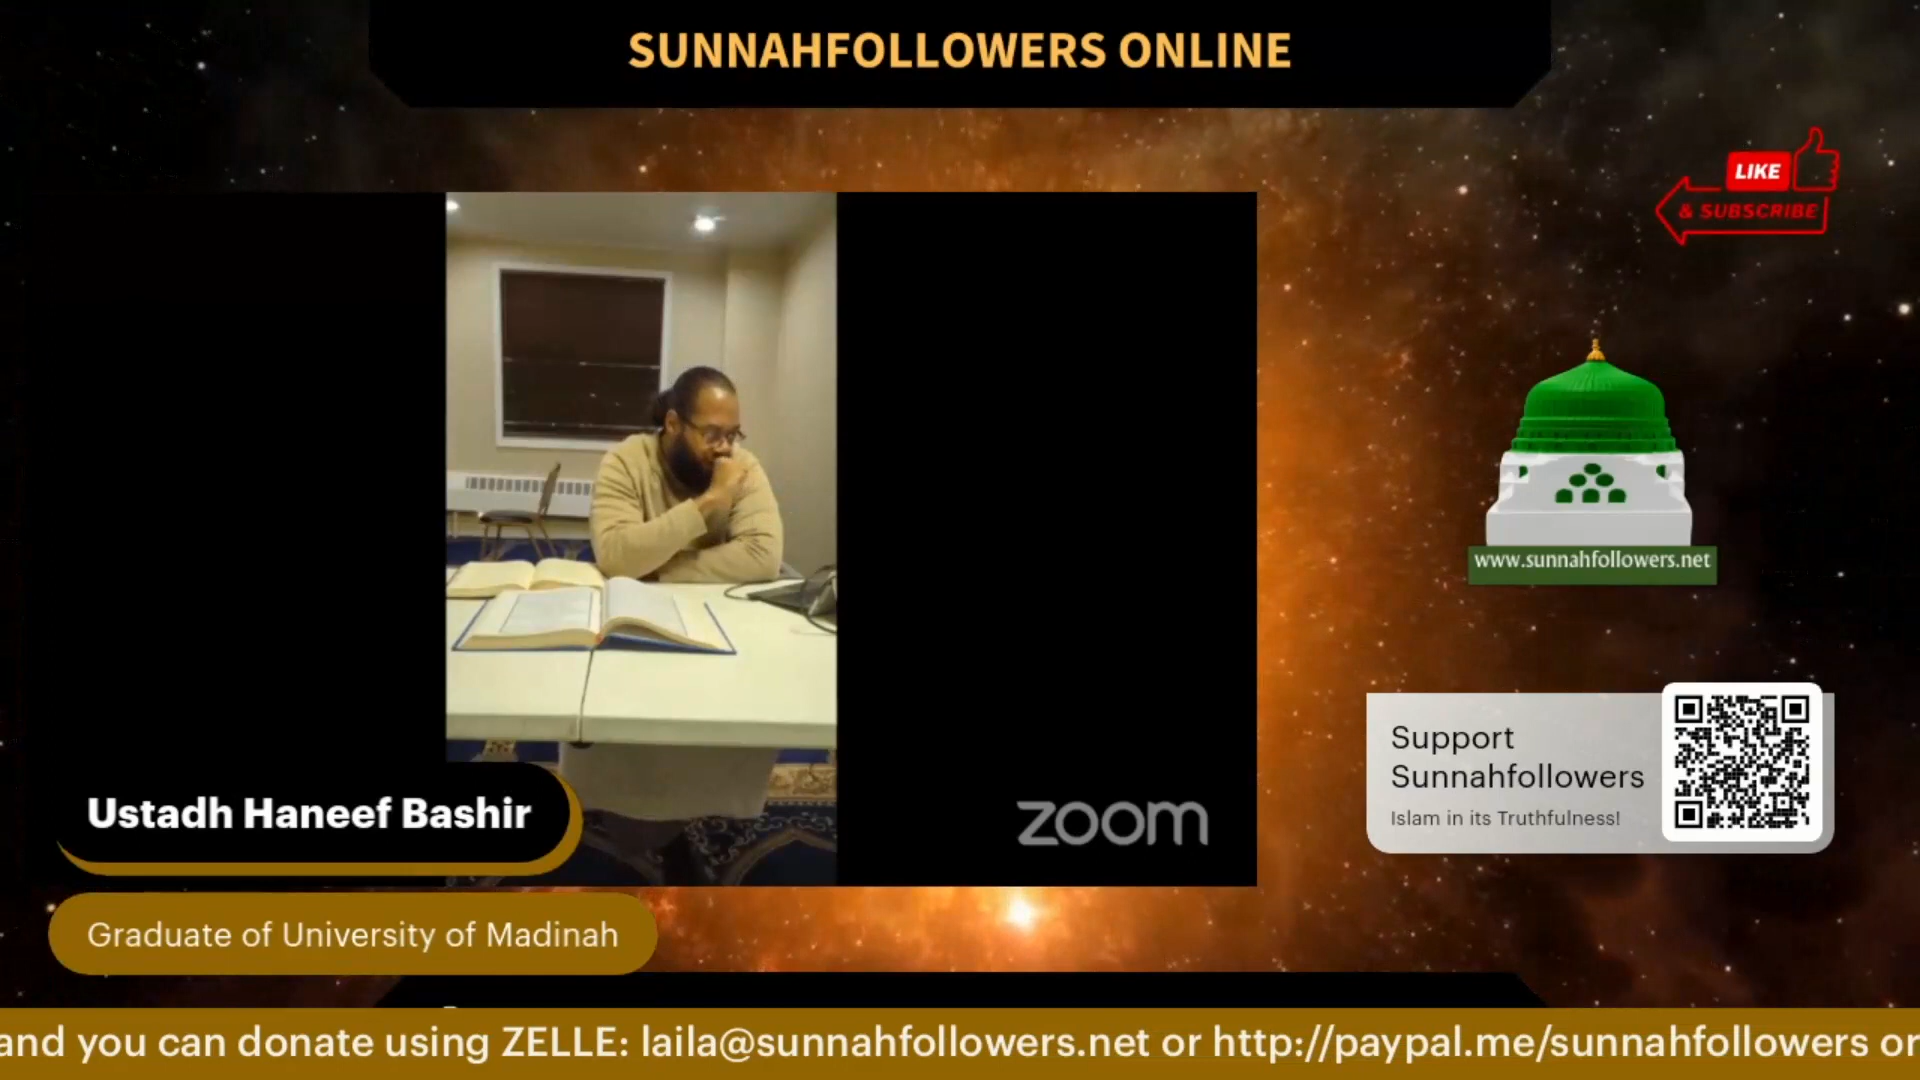 SUNNAHFOLLOWERS ONLINE
LIKE
& SUBSCRIBE
www.sunnahfollowers.net
Support
Sunnahfollowers
Islam in its Truthfulness!
zoom
Ustadh Haneef Bashir
Graduate of University of Madinah
and you can donate using ZELLE: laila@sunnahfollowers.net or http://paypal.me/sunnahfollowers or